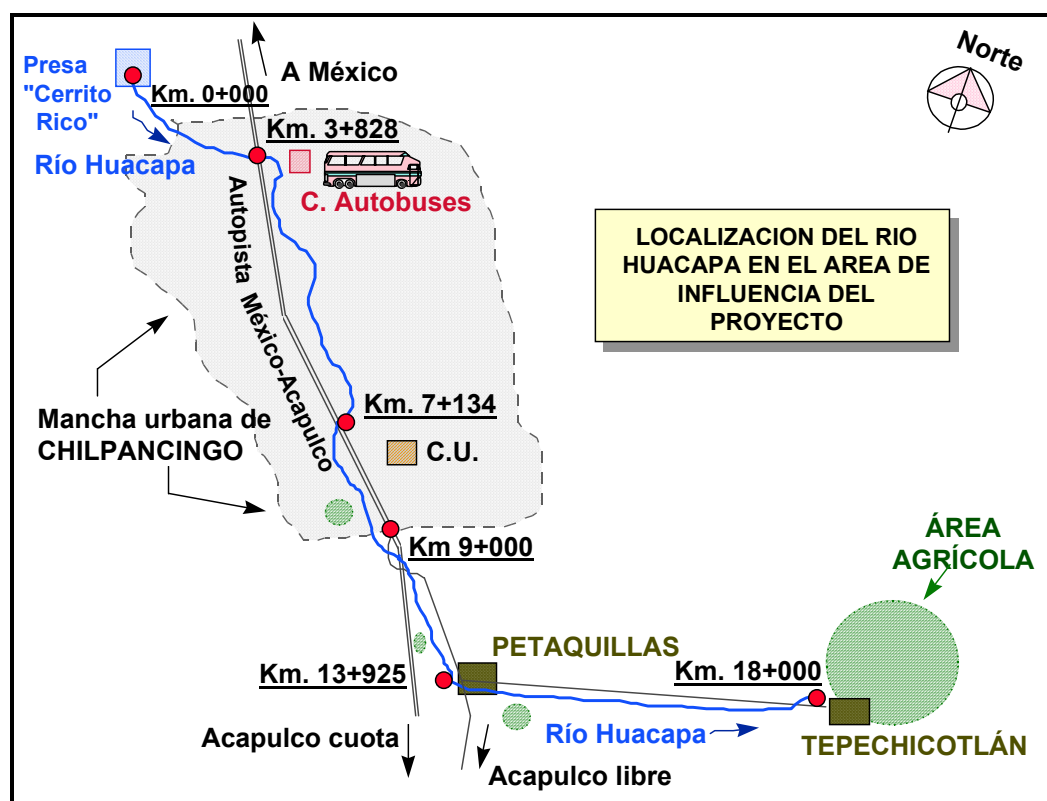 A México
Norte
Presa
"Cerrito
Rico"
Km. 0+000
Km. 3+828
Río Huacapa
C. Autobuses
Autopista México-Acapulco
LOCALIZACION DEL RIO
HUACAPA EN EL AREA DE
INFLUENCIA DEL
PROYECTO
Mancha urbana de
CHILPANCINGO
Km. 7+134
C.U.
Km 9+000
ÁREA
AGRÍCOLA
PETAQUILLAS
Km. 13+925
Km. 18+000
Acapulco cuota
Río Huacapa
TEPECHICOTLÁN
Acapulco libre